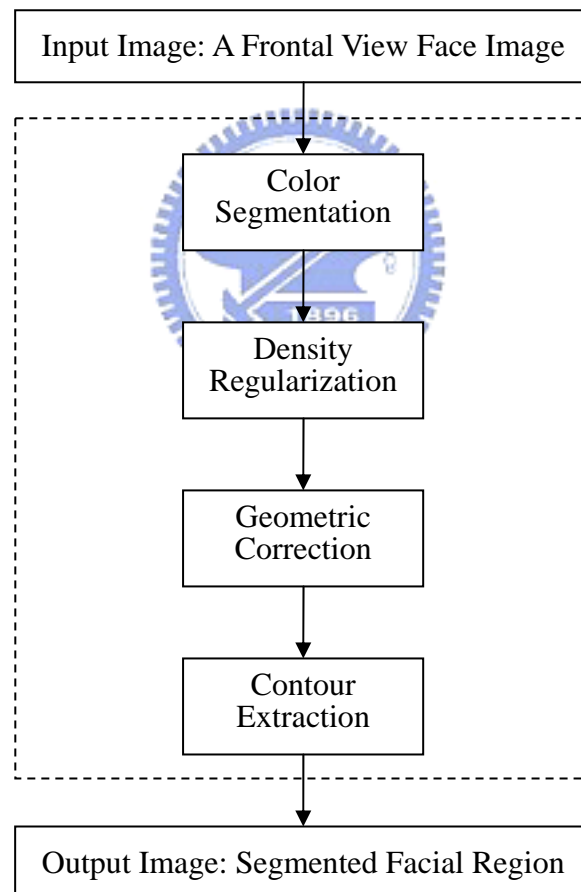 Input Image: A Frontal View Face Image
Color
Segmentation
1896
Density
Regularization
Geometric
Correction
Contour
Extraction
Output Image: Segmented Facial Region